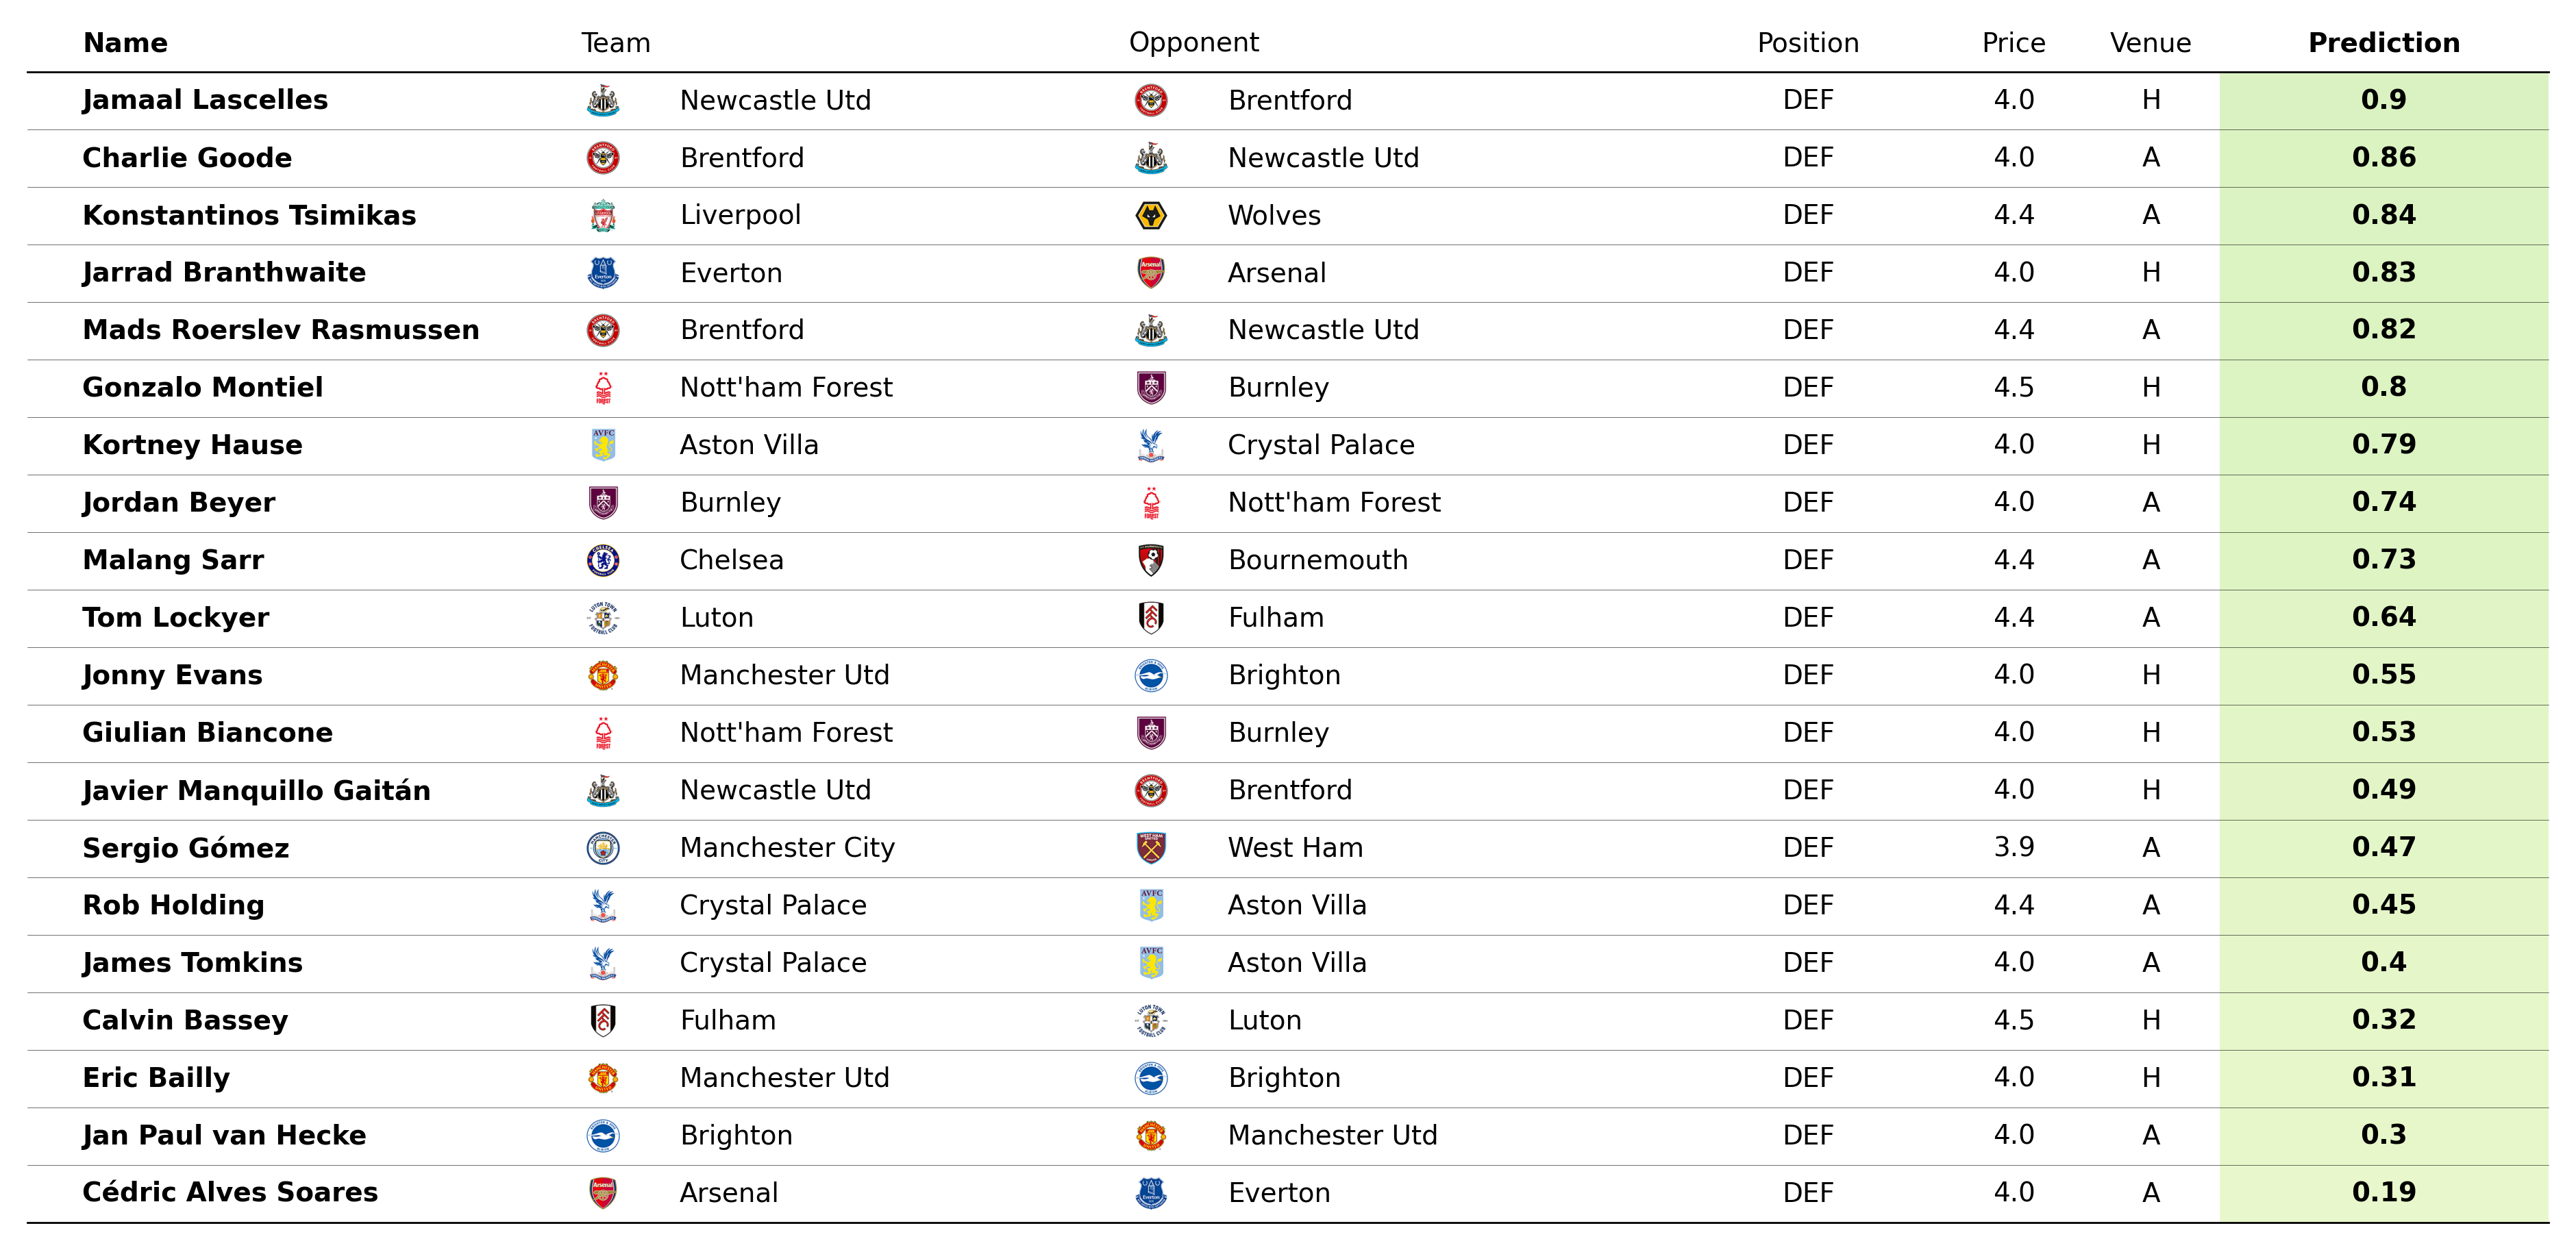 Name Team Opponent Position Price Venue Prediction
Jamaal Lascelles Newcastle Utd Brentford DEF 4.0 H 0.9
Charlie Goode Brentford Newcastle Utd DEF 4.0 A 0.86
Konstantinos Tsimikas Liverpool Wolves DEF 4.4 A 0.84
Jarrad Branthwaite Everton Arsenal DEF 4.0 H 0.83
Mads Roerslev Rasmussen Brentford Newcastle Utd DEF 4.4 A 0.82
Gonzalo Montiel Nott'ham Forest Burnley DEF 4.5 H 0.8
Kortney Hause Aston Villa Crystal Palace DEF 4.0 H 0.79
Jordan Beyer Burnley Nott'ham Forest DEF 4.0 A 0.74
Malang Sarr Chelsea Bournemouth DEF 4.4 A 0.73
Tom Lockyer Luton Fulham DEF 4.4 A 0.64
Jonny Evans Manchester Utd Brighton DEF 4.0 H 0.55
Giulian Biancone Nott'ham Forest Burnley DEF 4.0 H 0.53
Javier Manquillo Gaitán Newcastle Utd Brentford DEF 4.0 H 0.49
Sergio Gómez Manchester City West Ham DEF 3.9 A 0.47
Rob Holding Crystal Palace Aston Villa DEF 4.4 A 0.45
James Tomkins Crystal Palace Aston Villa DEF 4.0 A 0.4
Calvin Bassey Fulham Luton DEF 4.5 H 0.32
Eric Bailly Manchester Utd Brighton DEF 4.0 H 0.31
Jan Paul van Hecke Brighton Manchester Utd DEF 4.0 A 0.3
Cédric Alves Soares Arsenal Everton DEF 4.0 A 0.19